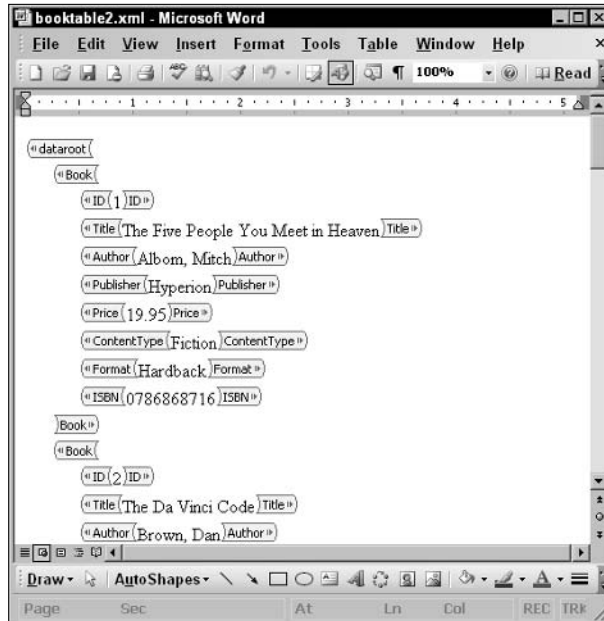 booktable2.xml - Microsoft Word
File Edit View Insert Format Tools Table Window Help
100% Read
1 2 3 4 5
dataroot
Book
ID 1 ID
Title The Five People You Meet in Heaven Title
Author Albom, Mitch Author
Publisher Hyperion Publisher
Price 19.95 Price
ContentType Fiction ContentType
Format Hardback Format
ISBN 0786868716 ISBN
Book
Book
ID 2 ID
Title The Da Vinci Code Title
Author Brown, Dan Author
Draw AutoShapes
Page Sec At Ln Col REC TRK